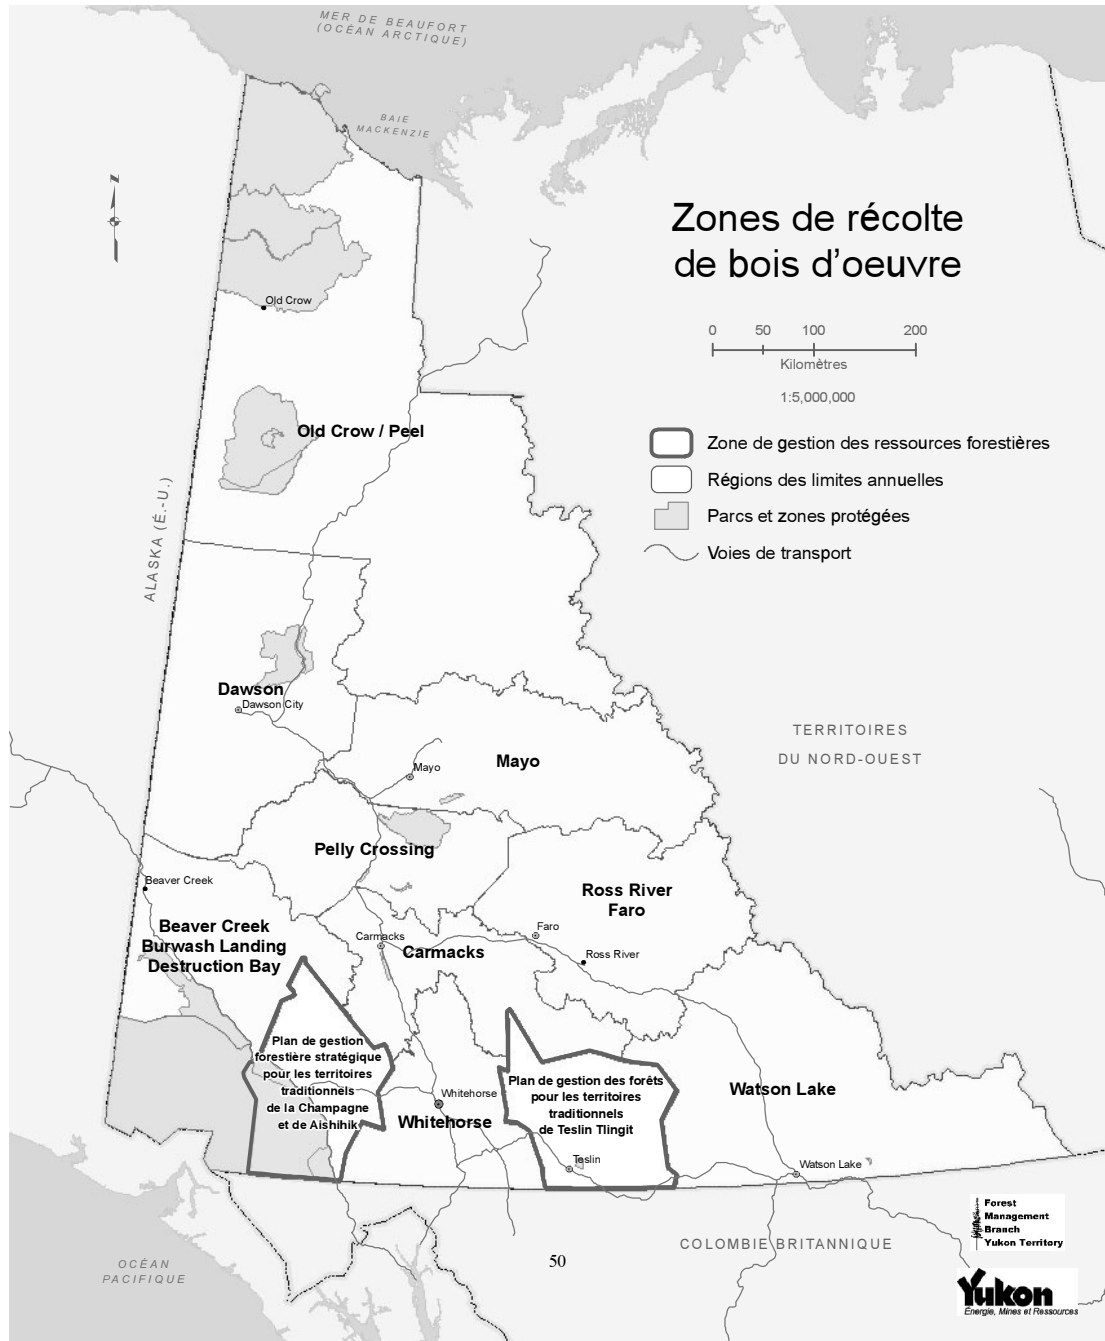 MER DE BEAUFORT
(OCÉAN ARCTIQUE)
BAIE
MACKENZIE
N
Zones de récolte
de bois d'oeuvre
0 50 100 200
Kilomètres
1:5,000,000
Zone de gestion des ressources forestières
Régions des limites annuelles
Parcs et zones protégées
Voies de transport
Old Crow
Old Crow / Peel
ALASKA (É.-U.)
Dawson
Dawson City
TERRITOIRES
DU NORD-OUEST
Mayo
Mayo
Pelly Crossing
Beaver Creek
Ross River
Faro
Beaver Creek
Burwash Landing
Destruction Bay
Faro
Carmacks
Carmacks
Ross River
Plan de gestion
forestière stratégique
pour les territoires
traditionnels
de la Champagne
et de Aishihik
Plan de gestion des forêts
pour les territoires
traditionnels
de Teslin Tlingit
Whitehorse
Whitehorse
Watson Lake
Teslin
Watson Lake
COLOMBIE BRITANNIQUE
OCÉAN
PACIFIQUE
50
Forest
Management
Branch
Yukon Territory
Yukon
Énergie, Mines et Ressources